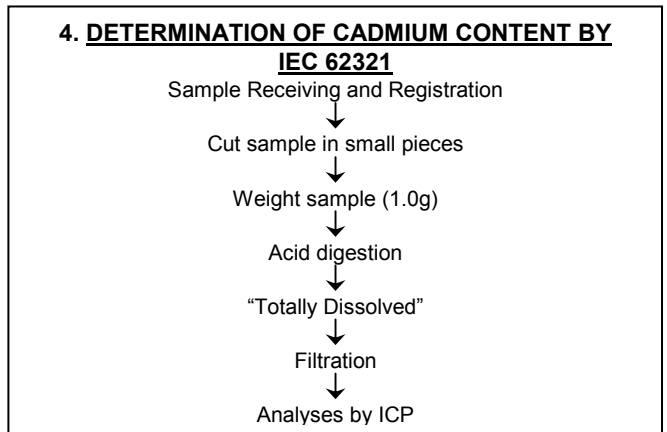 4. DETERMINATION OF CADMIUM CONTENT BY
IEC 62321
Sample Receiving and Registration
Cut sample in small pieces
Weight sample (1.0g)
Acid digestion
“Totally Dissolved”
Filtration
Analyses by ICP